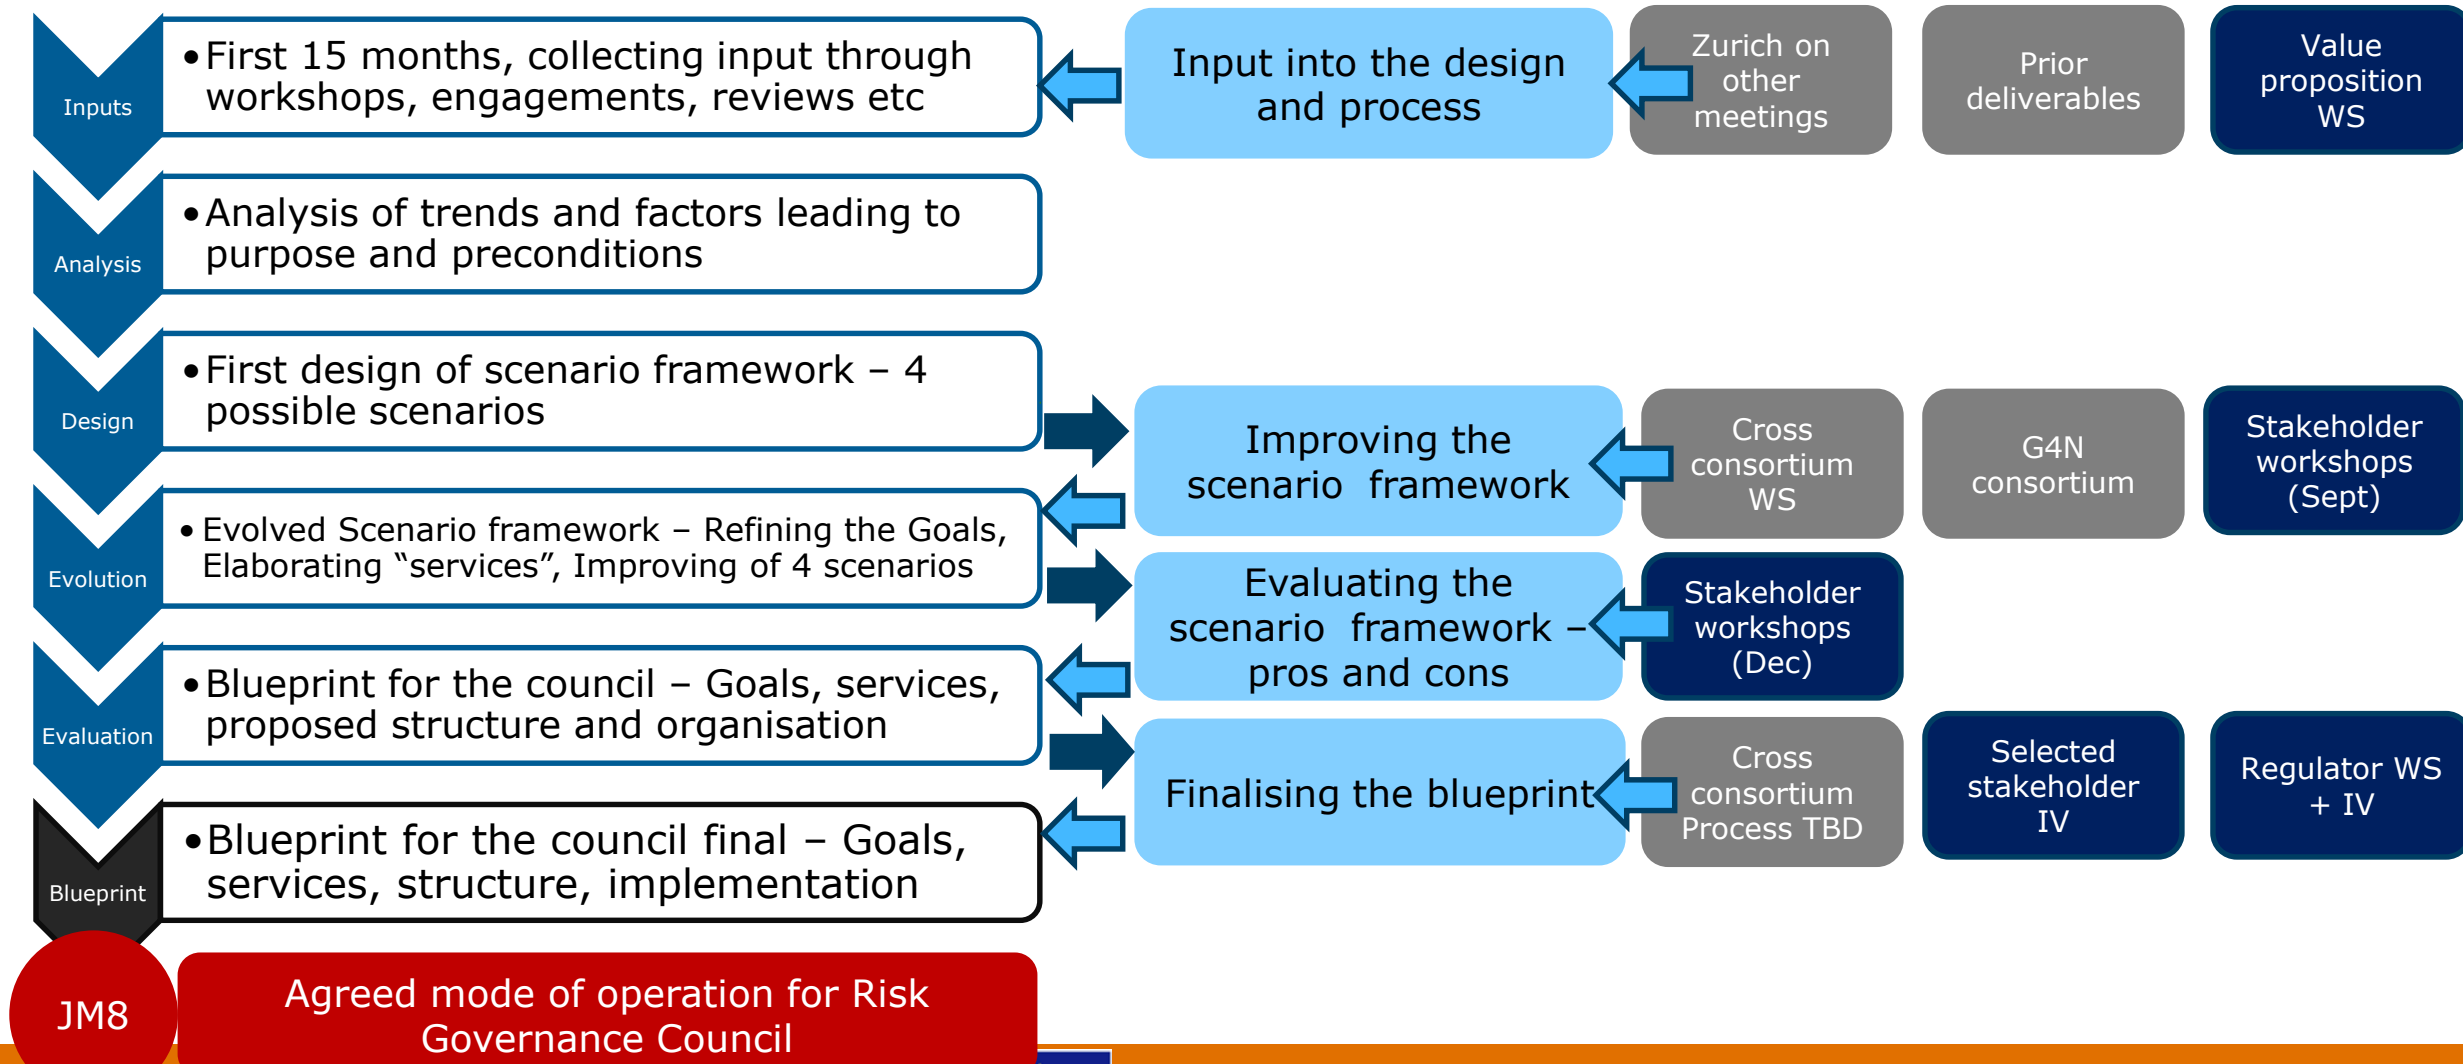 Inputs
•First 15 months, collecting input through
workshops, engagements, reviews etc
Input into the design
and process
Zurich on
other
meetings
Prior
deliverables
Value
proposition
WS
Analysis
•Analysis of trends and factors leading to
purpose and preconditions
Design
•First design of scenario framework – 4
possible scenarios
Improving the
scenario framework
Cross
consortium
WS
G4N
consortium
Stakeholder
workshops
(Sept)
Evolution
•Evolved Scenario framework – Refining the Goals,
Elaborating “services”, Improving of 4 scenarios
Evaluating the
scenario framework –
pros and cons
Stakeholder
workshops
(Dec)
Evaluation
•Blueprint for the council – Goals, services,
proposed structure and organisation
Finalising the blueprint
Cross
consortium
Process TBD
Selected
stakeholder
IV
Regulator WS
+ IV
Blueprint
•Blueprint for the council final – Goals,
services, structure, implementation
JM8
Agreed mode of operation for Risk
Governance Council